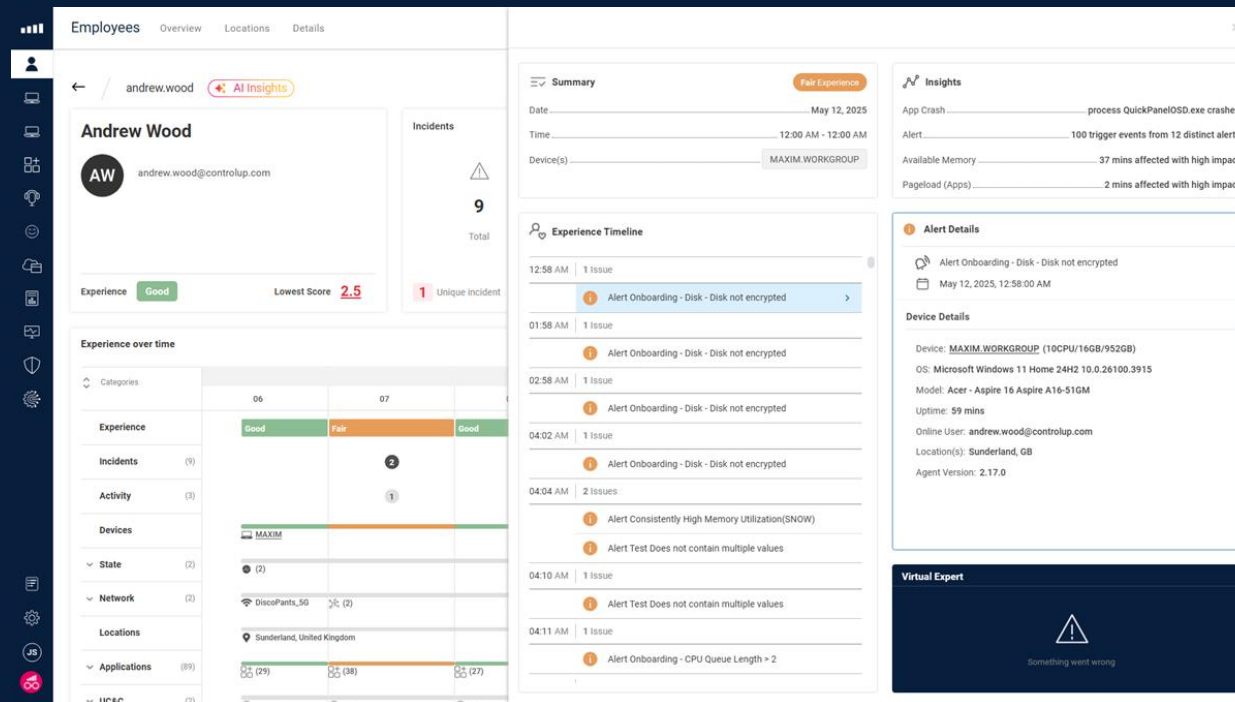 Employees Overview Locations Details
andrew.wood AI Insights
Andrew Wood
AW
andrew.wood@controlup.com
Experience Good Lowest Score 2.5
Incidents
9
Total
1 Unique incident
Experience over time
Categories
06 07
Experience Good Fair Good
Incidents (9) 2
Activity (3) 1
Devices MAXIM
State (2) (2)
Network (2) DiscoPants_5G (2)
Locations Sunderland, United Kingdom
Applications (89) (29) (38) (27)
UC&C
JS
Summary Fair Experience
Date May 12, 2025
Time 12:00 AM - 12:00 AM
Device(s) MAXIM.WORKGROUP
Experience Timeline
12:58 AM 1 Issue
Alert Onboarding - Disk - Disk not encrypted
01:58 AM 1 Issue
Alert Onboarding - Disk - Disk not encrypted
02:58 AM 1 Issue
Alert Onboarding - Disk - Disk not encrypted
04:02 AM 1 Issue
Alert Onboarding - Disk - Disk not encrypted
04:04 AM 2 Issues
Alert Consistently High Memory Utilization(SNOW)
Alert Test Does not contain multiple values
04:10 AM 1 Issue
Alert Test Does not contain multiple values
04:11 AM 1 Issue
Alert Onboarding - CPU Queue Length > 2
Insights
App Crash process QuickPanelOSD.exe crashe
Alert 100 trigger events from 12 distinct alert
Available Memory 37 mins affected with high impac
Pageload (Apps) 2 mins affected with high impac
Alert Details
Alert Onboarding - Disk - Disk not encrypted
May 12, 2025, 12:58:00 AM
Device Details
Device: MAXIM.WORKGROUP (10CPU/16GB/952GB)
OS: Microsoft Windows 11 Home 24H2 10.0.26100.3915
Model: Acer - Aspire 16 Aspire A16-51GM
Uptime: 59 mins
Online User: andrew.wood@controlup.com
Location(s): Sunderland, GB
Agent Version: 2.17.0
Virtual Expert
Something went wrong